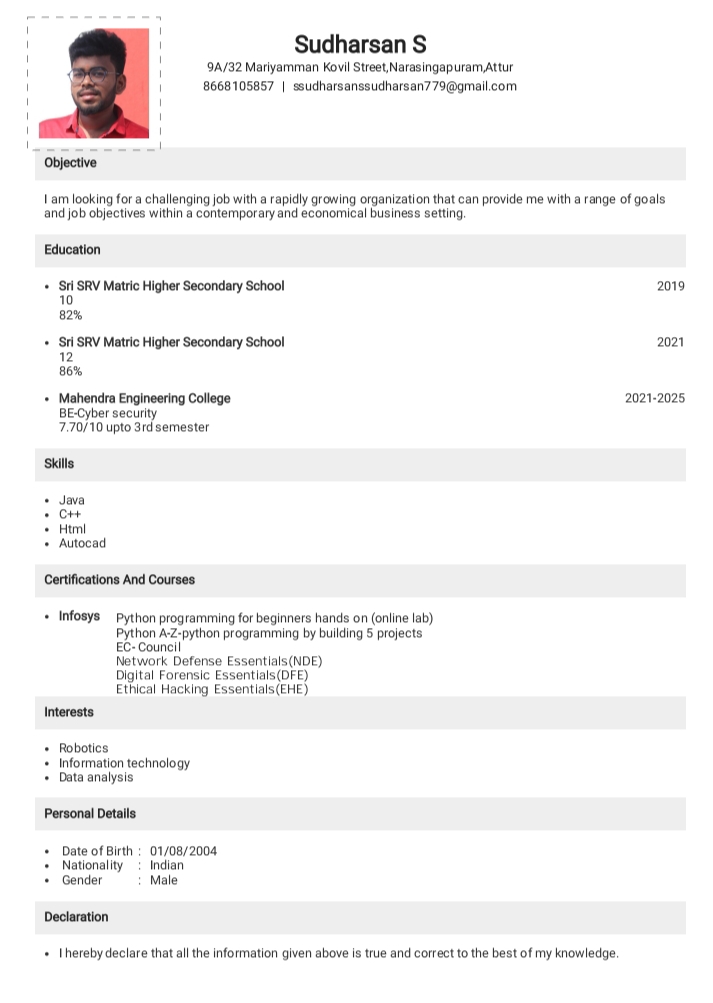 Sudharsan S
9A/32 Mariyamman Kovil Street,Narasingapuram,Attur
8668105857 | ssudharsanssudharsan779@gmail.com
Objective
I am looking for a challenging job with a rapidly growing organization that can provide me with a range of goals
and job objectives within a contemporary and economical business setting.
Education
• Sri SRV Matric Higher Secondary School 2019
10
82%
• Sri SRV Matric Higher Secondary School 2021
12
86%
• Mahendra Engineering College 2021-2025
BE-Cyber security
7.70/10 upto 3rd semester
Skills
• Java
• C++
• Html
• Autocad
Certifications And Courses
• Infosys Python programming for beginners hands on (online lab)
Python A-Z-python programming by building 5 projects
EC- Council
Network Defense Essentials(NDE)
Digital Forensic Essentials(DFE)
Ethical Hacking Essentials(EHE)
Interests
• Robotics
• Information technology
• Data analysis
Personal Details
• Date of Birth : 01/08/2004
• Nationality : Indian
• Gender : Male
Declaration
• I hereby declare that all the information given above is true and correct to the best of my knowledge.